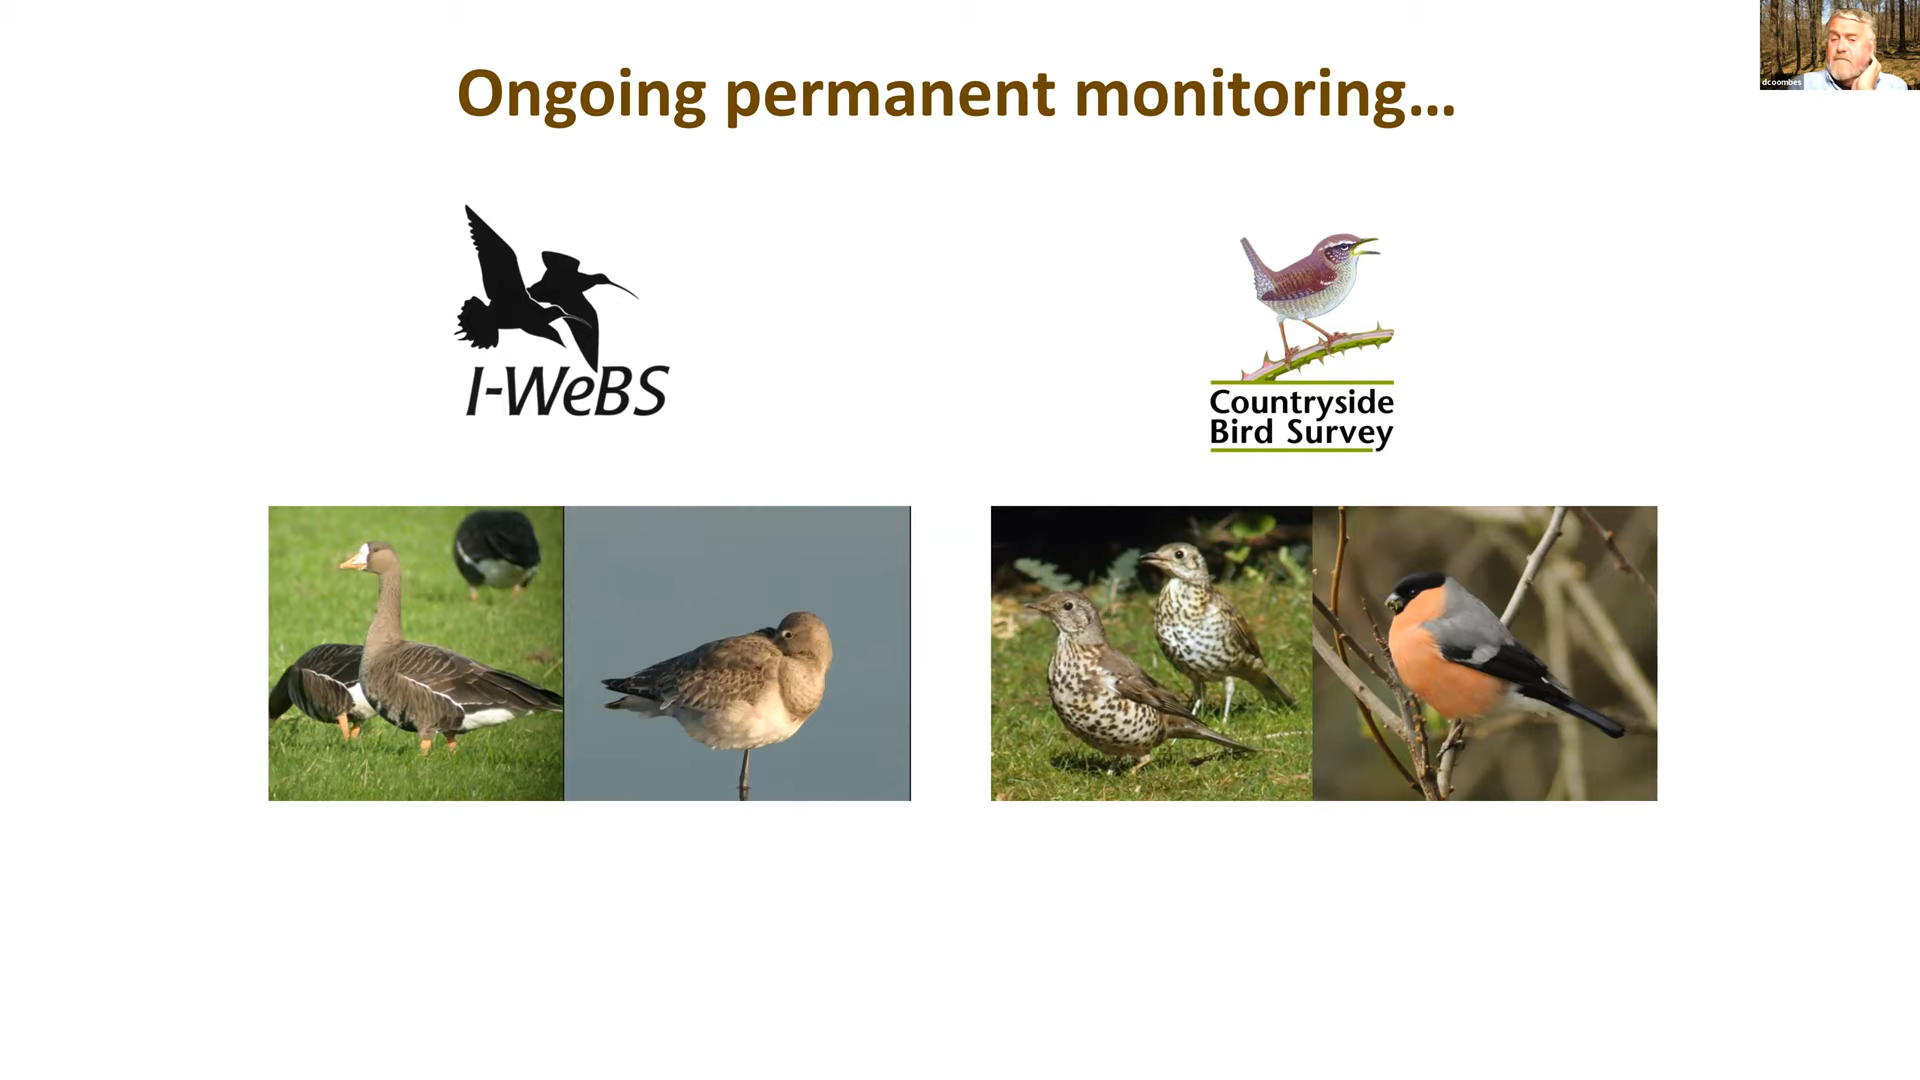 Ongoing permanent monitoring...
dcoombes
I-WeBS
Countryside
Bird Survey